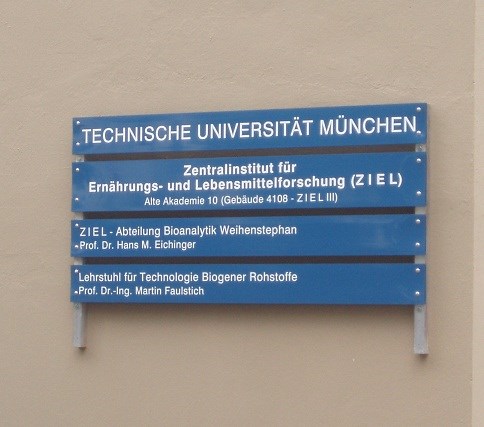 TECHNISCHE UNIVERSITÄT MÜNCHEN
Zentralinstitut für
Ernährungs- und Lebensmittelforschung (Z I E L)
Alte Akademie 10 (Gebäude 4108 - Z I E L III)
Z I E L - Abteilung Bioanalytik Weihenstephan
Prof. Dr. Hans M. Eichinger
Lehrstuhl für Technologie Biogener Rohstoffe
Prof. Dr.-Ing. Martin Faulstich